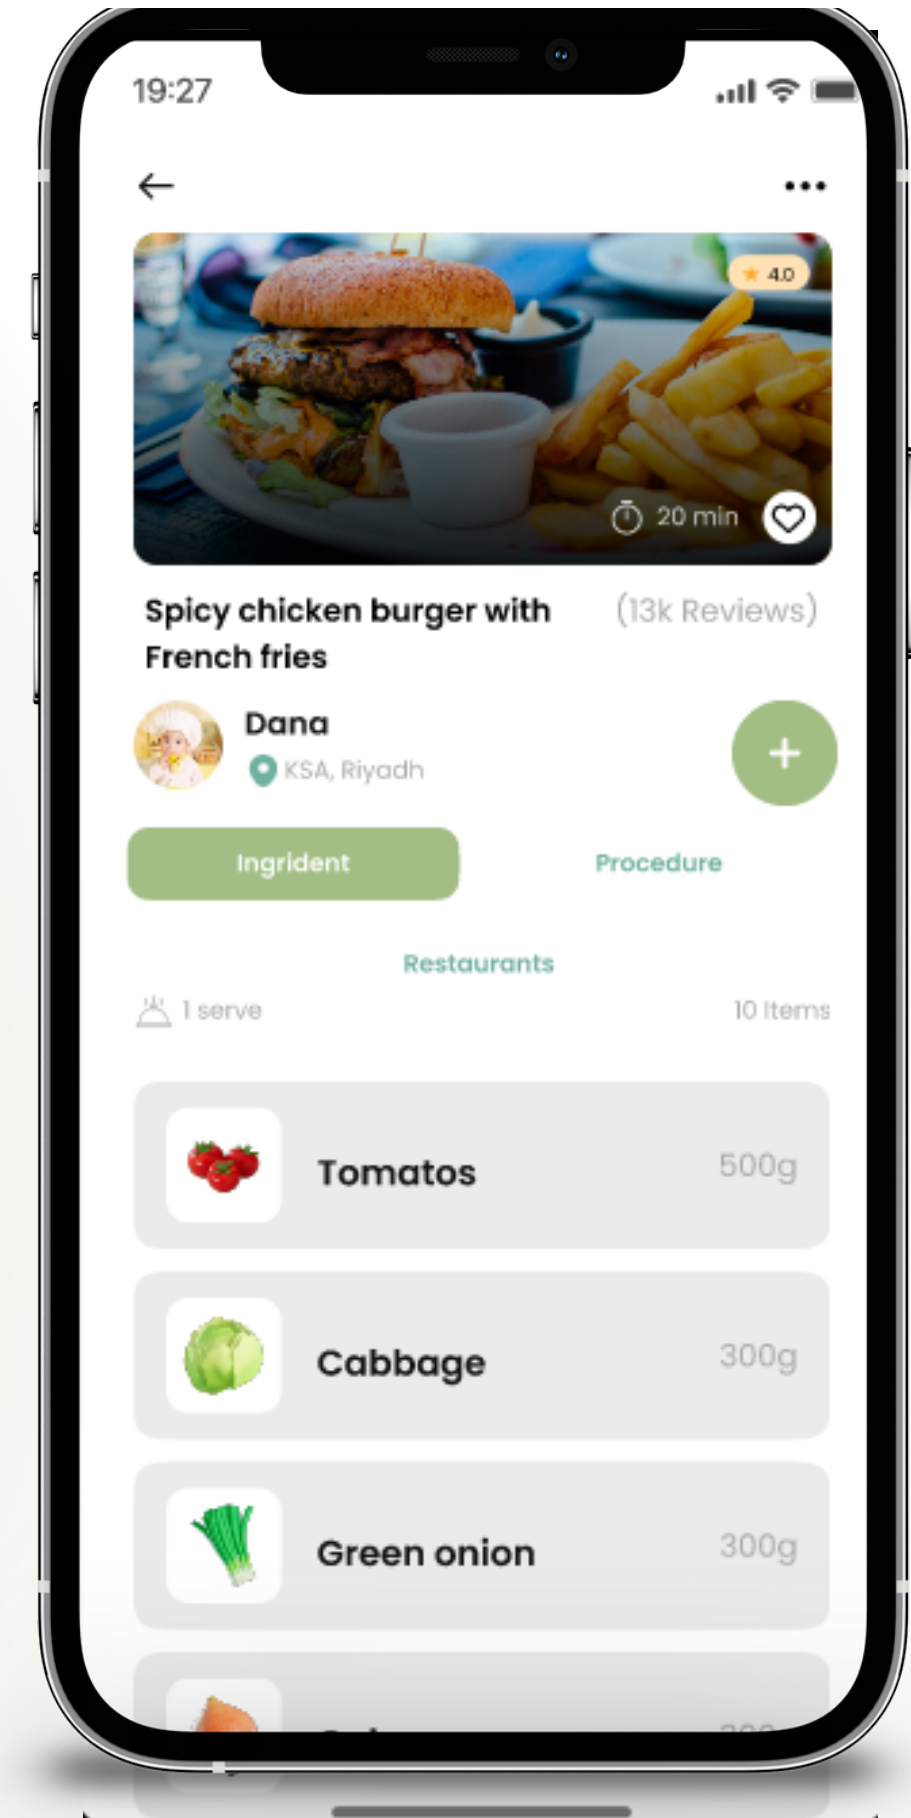 19:27
4.0
20 min
Spicy chicken burger with
French fries
(13k Reviews)
Dana
KSA, Riyadh
Ingrident
Procedure
Restaurants
1 serve
10 Items
Tomatos
500g
Cabbage
300g
Green onion
300g